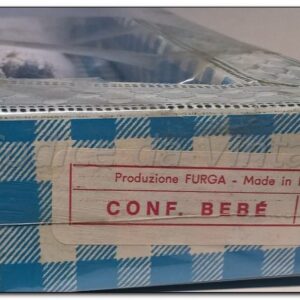 Produzione FURGA - Made in
CONF. BEBÉ